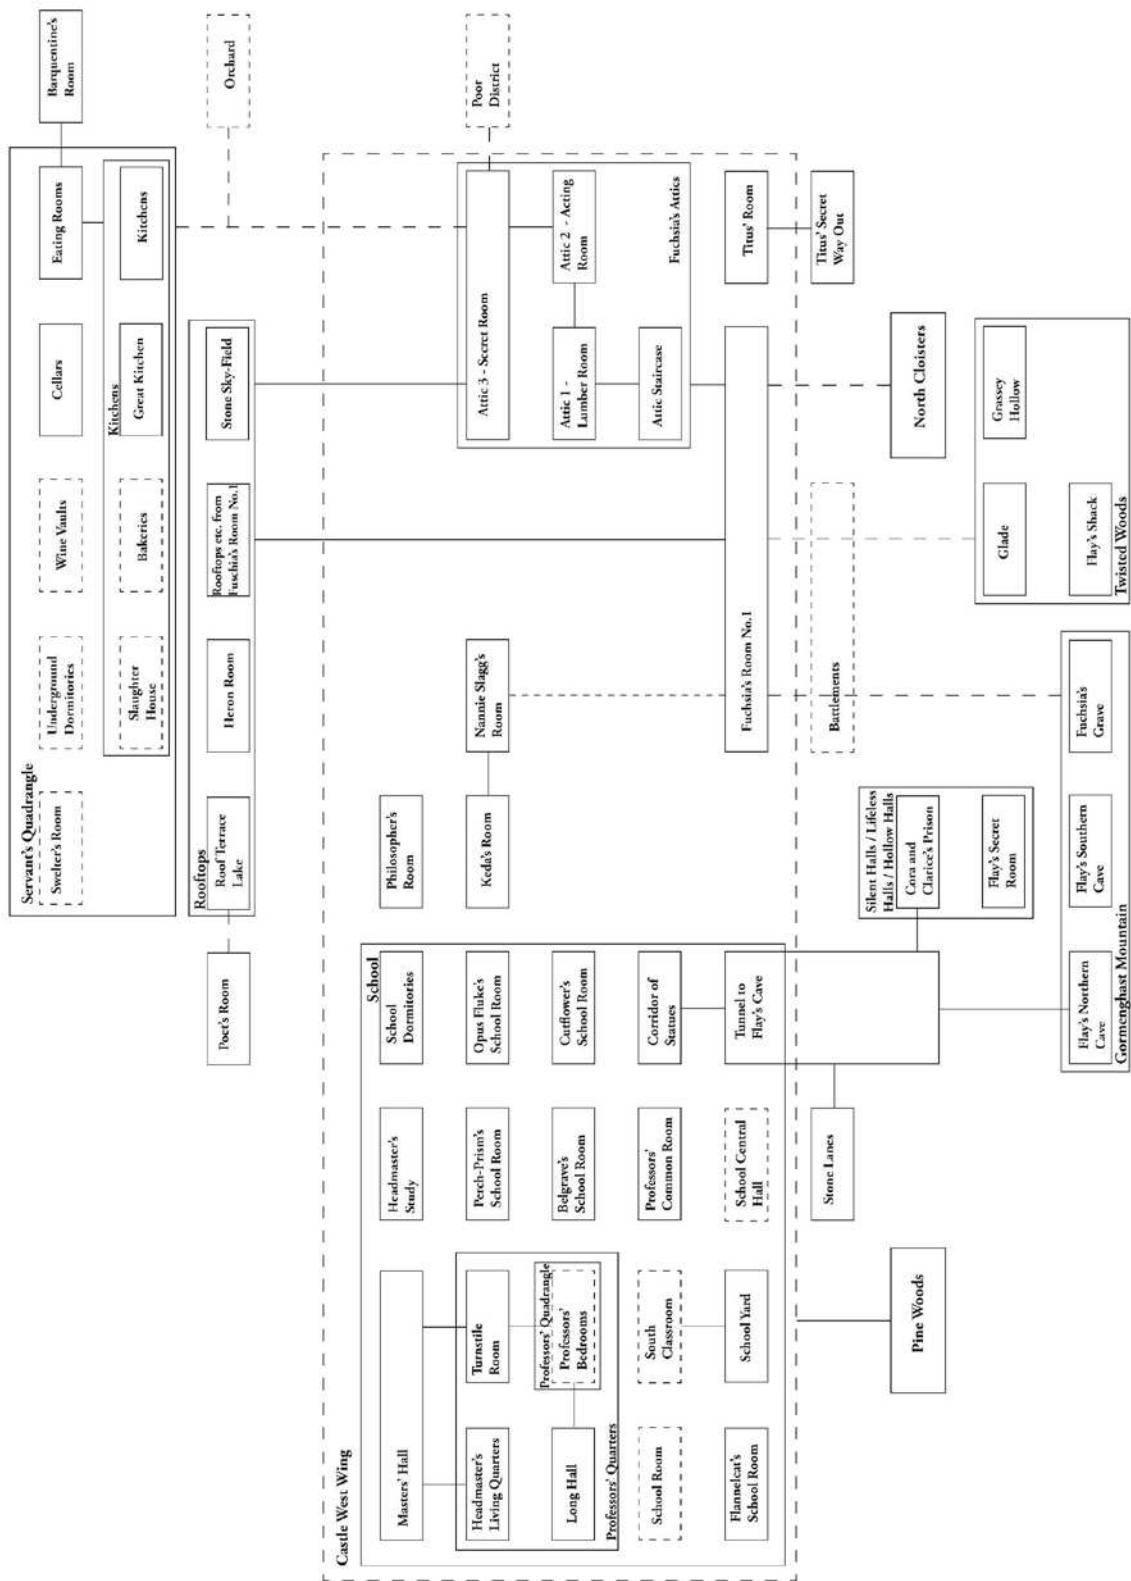 Servant's Quadrangle
Swelter's Room
Underground
Dormitories
Wine Vaults
Cellars
Eating Rooms
Barquentine's
Room
Kitchens
Slaughter
House
Bakeries
Great Kitchen
Kitchens
Rooftops
Poet's Room
Roof Terrace
Lake
Heron Room
Rooftops etc. from
Fuschia's Room No.1
Stone Sky-Field
Orchard
Castle West Wing
School
Masters' Hall
Headmaster's
Study
School
Dormitories
Philosopher's
Room
Headmaster's
Living Quarters
Turnstile
Room
Perch-Prism's
School Room
Opus Fluke's
School Room
Keda's Room
Nannie Slagg's
Room
Attic 3 - Secret Room
Poor
District
Professors' Quadrangle
Long Hall
Professors'
Bedrooms
Belgrave's
School Room
Cutflower's
School Room
Attic 1 -
Lumber Room
Attic 2 - Acting
Room
Professors' Quarters
School Room
South
Classroom
Professors'
Common Room
Corridor of
Statues
Attic Staircase
Fuchsia's Attics
Flannelcat's
School Room
School Yard
School Central
Hall
Tunnel to
Flay's Cave
Fuchsia's Room No.1
Titus' Room
Stone Lanes
Battlements
Titus' Secret
Way Out
Silent Halls / Lifeless
Halls / Hollow Halls
Cora and
Clarice's Prison
Flay's Secret
Room
Pine Woods
North Cloisters
Glade
Grassey
Hollow
Flay's Northern
Cave
Flay's Southern
Cave
Fuchsia's
Grave
Flay's Shack
Gormenghast Mountain
Twisted Woods